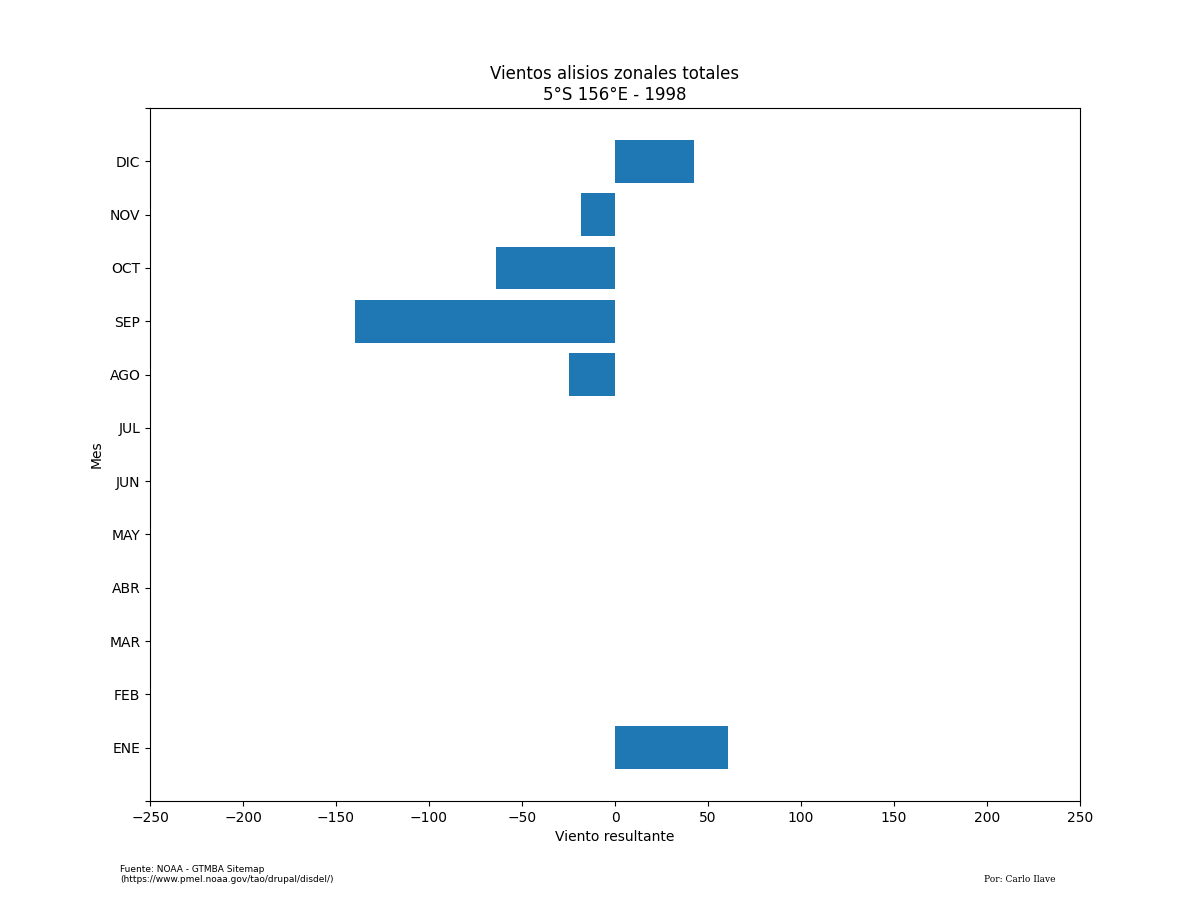 Vientos alisios zonales totales
5°S 156°E - 1998
DIC
NOV
OCT
SEP
AGO
JUL
JUN
MAY
ABR
MAR
FEB
ENE
Mes
−250 −200 −150 −100 −50 0 50 100 150 200 250
Viento resultante
Fuente: NOAA - GTMBA Sitemap
(https://www.pmel.noaa.gov/tao/drupal/disdel/)
Por: Carlo Ilave